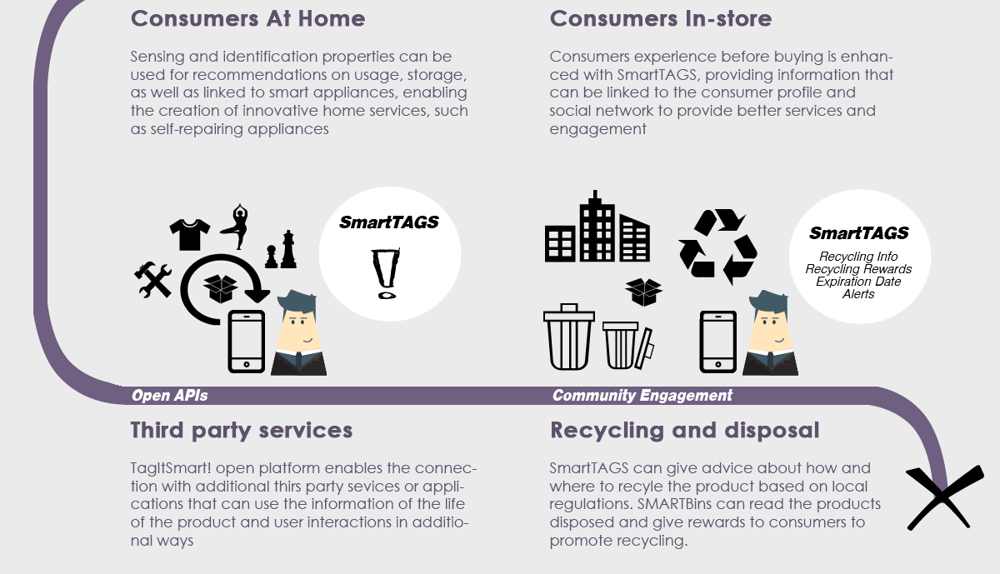 Consumers At Home
Sensing and identification properties can be
used for recommendations on usage, storage,
as well as linked to smart appliances, enabling
the creation of innovative home services, such
as self-repairing appliances
Consumers In-store
Consumers experience before buying is enhan-
ced with SmartTAGS, providing information that
can be linked to the consumer profile and
social network to provide better services and
engagement
SmartTAGS
!
SmartTAGS
Recycling Info
Recycling Rewards
Expiration Date
Alerts
Open APIs
Third party services
TagItSmart! open platform enables the connec-
tion with additional thirs party sevices or appli-
cations that can use the information of the life
of the product and user interactions in additio-
nal ways
Community Engagement
Recycling and disposal
SmartTAGS can give advice about how and
where to recyle the product based on local
regulations. SMARTBins can read the products
disposed and give rewards to consumers to
promote recycling.